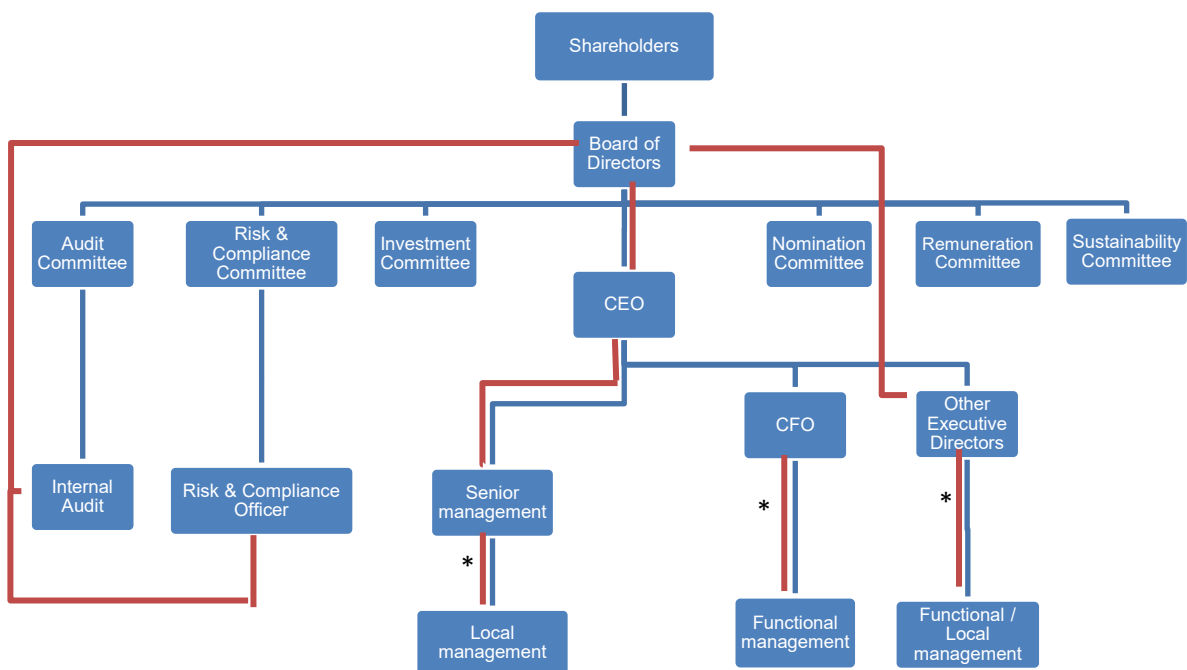 Shareholders
Board of
Directors
Audit
Committee
Risk &
Compliance
Committee
Investment
Committee
Nomination
Committee
Remuneration
Committee
Sustainability
Committee
CEO
CFO
Other
Executive
Directors
Internal
Audit
Risk & Compliance
Officer
Senior
management
*
*
*
Local
management
Functional
management
Functional /
Local
management